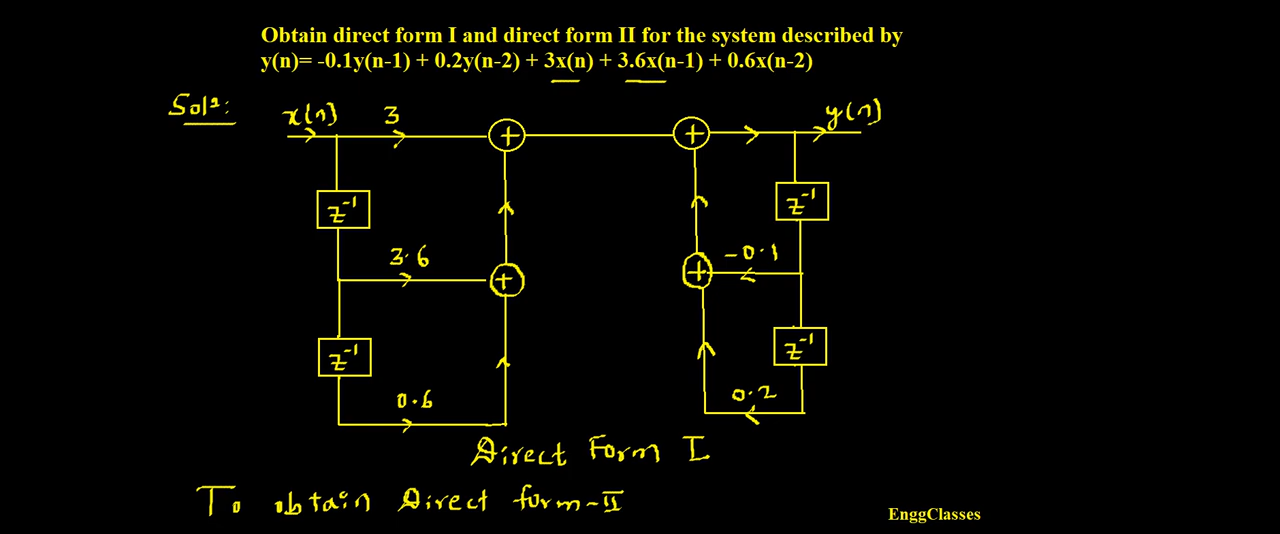 Obtain direct form I and direct form II for the system described by
y(n)= -0.1y(n-1) + 0.2y(n-2) + 3x(n) + 3.6x(n-1) + 0.6x(n-2)
Solⁿ:
x(n) 3 + + y(n)
z⁻¹ z⁻¹
3.6 + + -0.1
z⁻¹ z⁻¹
0.6 0.2
Direct Form I
To obtain Direct form-II
EnggClasses